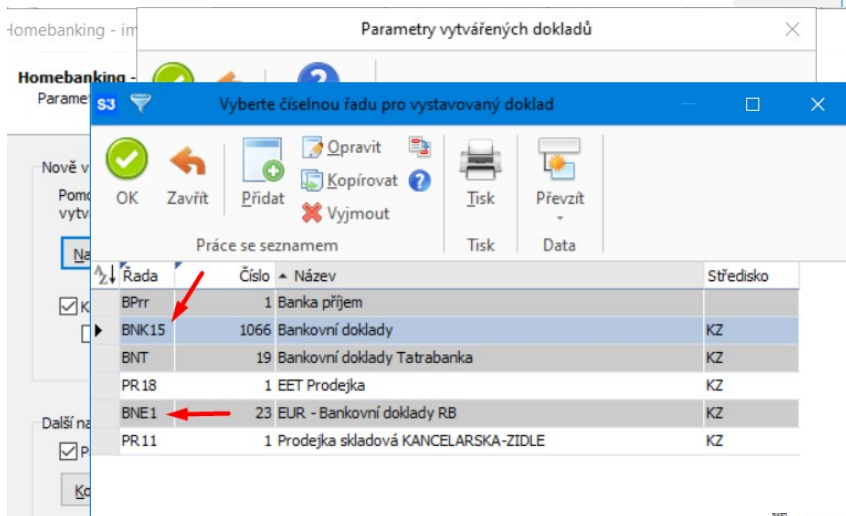 Homebanking - im
Parametry vytvářených dokladů
Homebanking -
Parame
S3 Vyberte číselnou řadu pro vystavovaný doklad
Nově v
Pomo
vytv
Na
K
OK Zavřít Přidat Opravit Kopírovat Vyjmout Tisk Převzít
Práce se seznamem Tisk Data
Řada Číslo Název Středisko
BPrr 1 Banka příjem
BNK15 1066 Bankovní doklady KZ
BNT 19 Bankovní doklady Tatrabanka KZ
PR18 1 EET Prodejka KZ
BNE1 23 EUR - Bankovní doklady RB KZ
PR11 1 Prodejka skladová KANCELARSKA-ZIDLE KZ
Další na
P
Ko